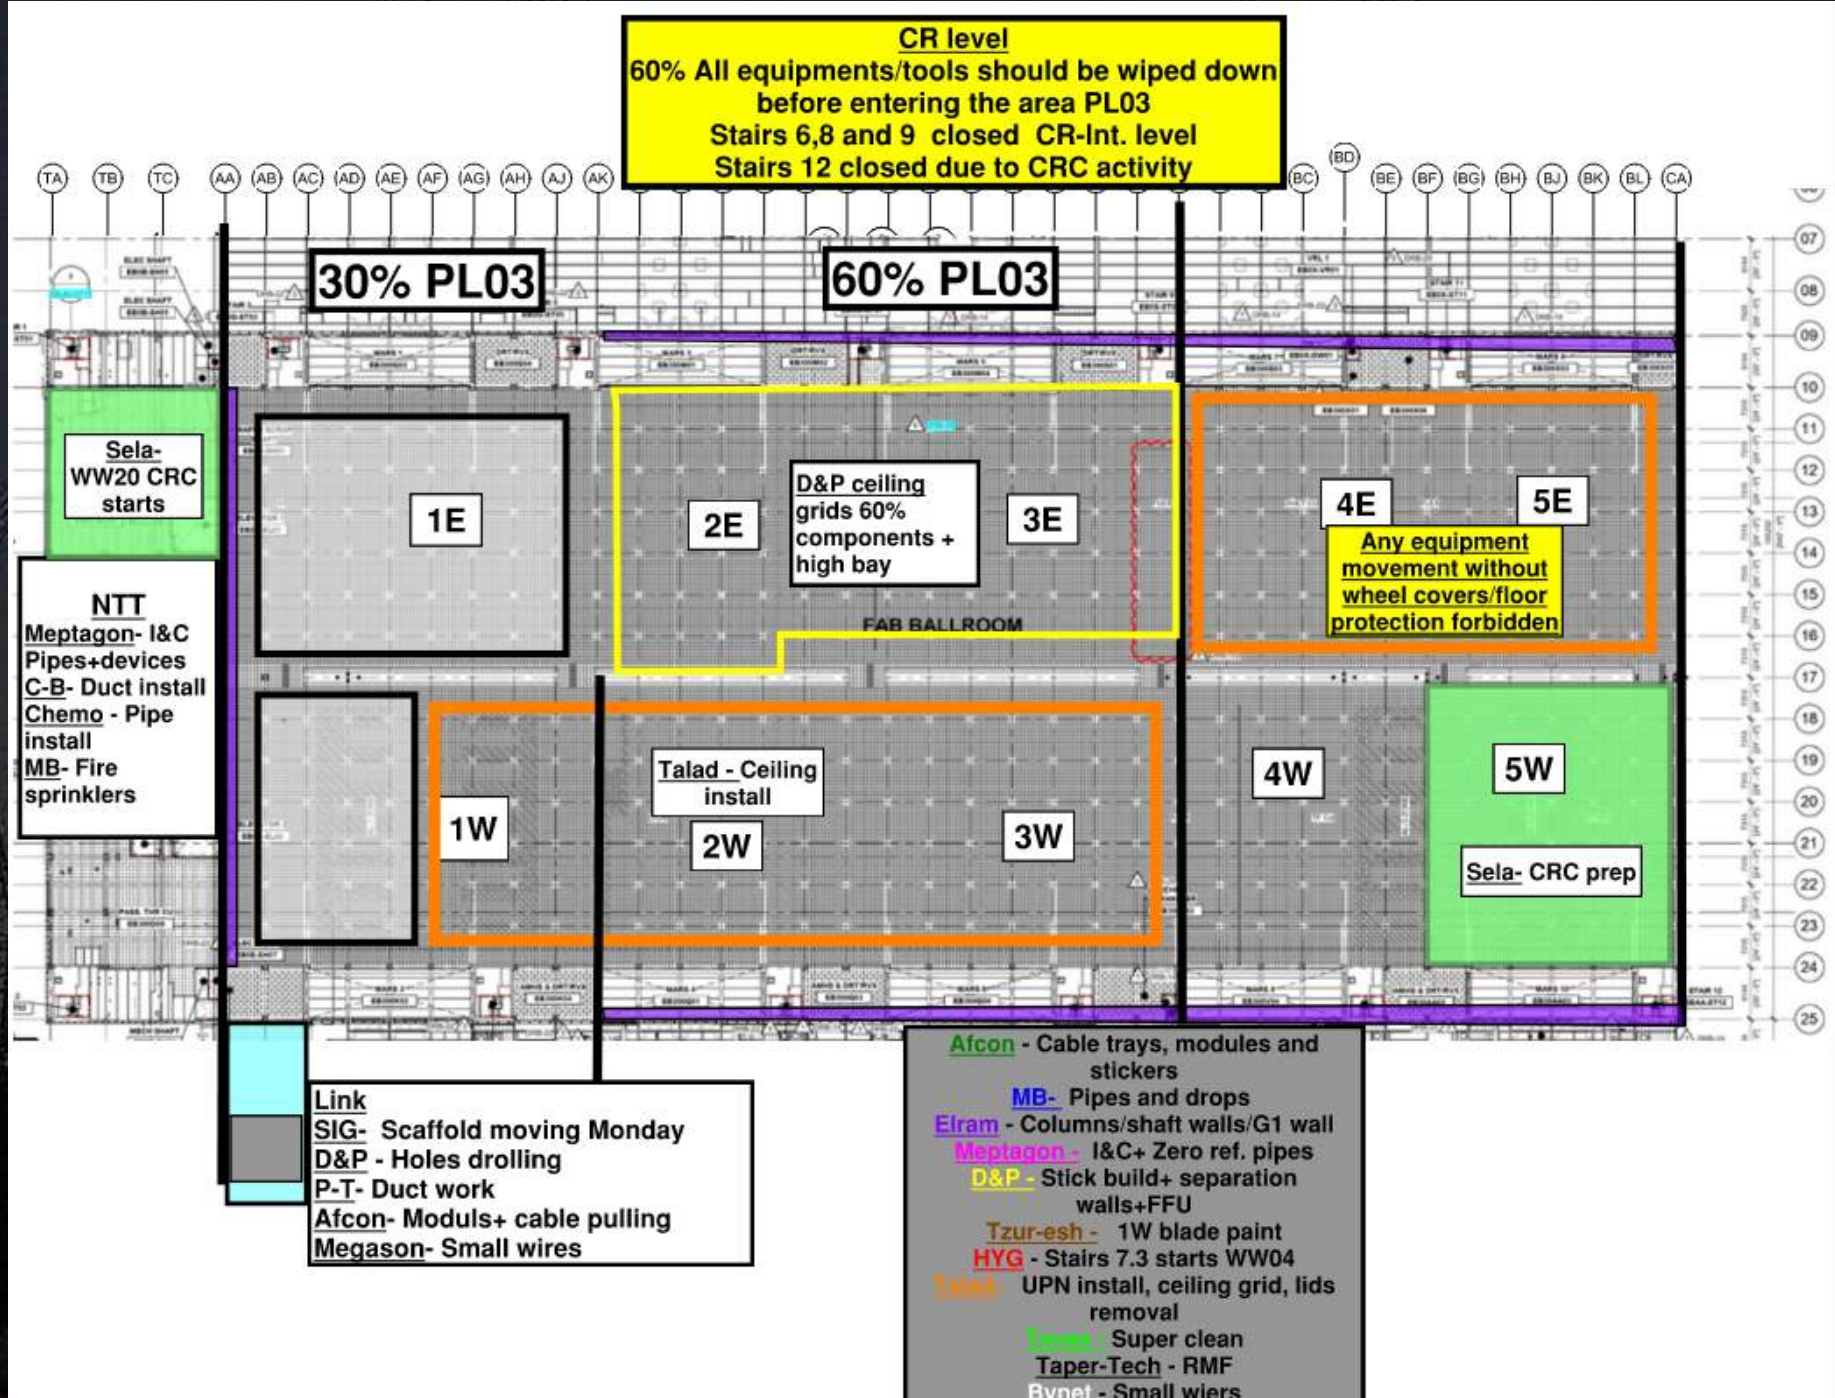 CR level
60% All equipments/tools should be wiped down
before entering the area PL03
Stairs 6,8 and 9 closed CR-Int. level
Stairs 12 closed due to CRC activity
TA TB TC AA AB AC AD AE AF AG AH AJ AK BC BD BE BF BG BH BJ BK BL CA
30% PL03
60% PL03
07
08
09
10
11
12
13
14
15
16
17
18
19
20
21
22
23
24
25
Sela-
WW20 CRC
starts
1E
2E
D&P ceiling
grids 60%
components +
high bay
3E
4E
5E
Any equipment
movement without
wheel covers/floor
protection forbidden
FAB BALLROOM
NTT
Meptagon- I&C
Pipes+devices
C-B- Duct install
Chemo - Pipe
install
MB- Fire
sprinklers
1W
Talad - Ceiling
install
2W
3W
4W
5W
Sela- CRC prep
Link
SIG- Scaffold moving Monday
D&P - Holes drolling
P-T- Duct work
Afcon- Moduls+ cable pulling
Megason- Small wires
Afcon - Cable trays, modules and
stickers
MB- Pipes and drops
Elram - Columns/shaft walls/G1 wall
Meptagon - I&C+ Zero ref. pipes
D&P - Stick build+ separation
walls+FFU
Tzur-esh - 1W blade paint
HYG - Stairs 7.3 starts WW04
Talad- UPN install, ceiling grid, lids
removal
Super clean
Taper-Tech - RMF
Bynet - Small wiers